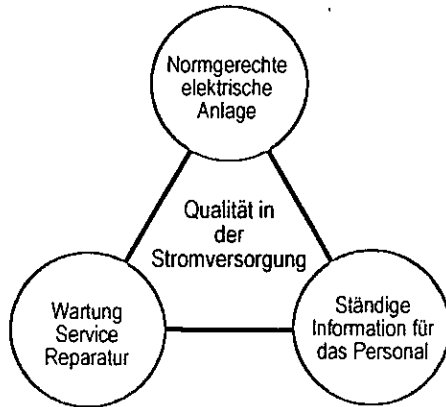 Normgerechte
elektrische
Anlage
Qualität in
der
Stromversorgung
Wartung
Service
Reparatur
Ständige
Information für
das Personal